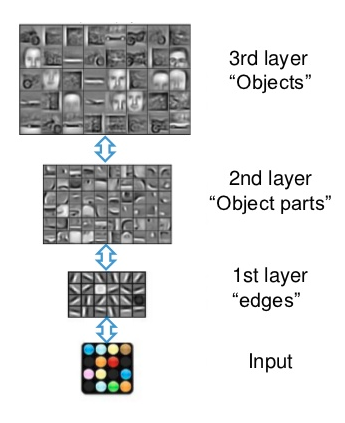 3rd layer
“Objects”
2nd layer
“Object parts”
1st layer
“edges”
Input